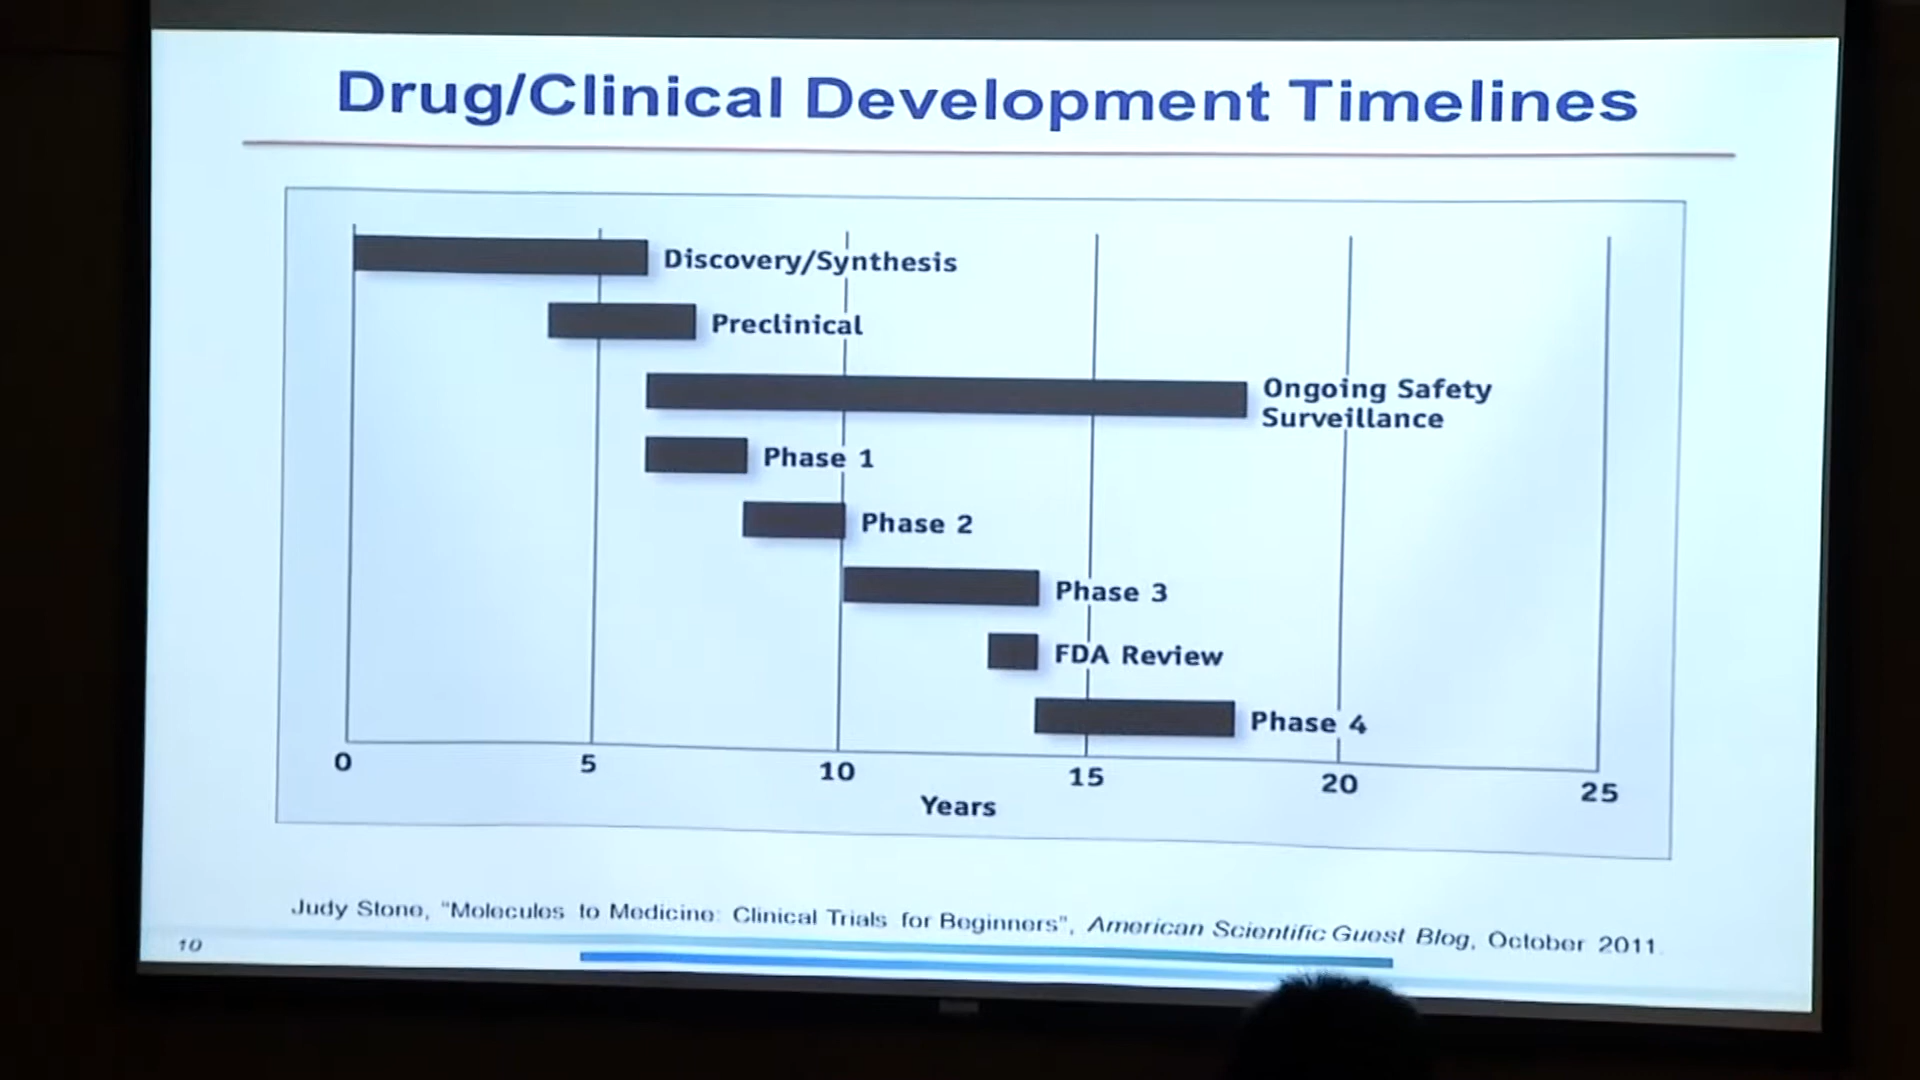 Drug/Clinical Development Timelines
Discovery/Synthesis
Preclinical
Ongoing Safety
Surveillance
Phase 1
Phase 2
Phase 3
FDA Review
Phase 4
0 5 10 15 20 25
Years
Judy Stone, "Molecules to Medicine: Clinical Trials for Beginners", American Scientific Guest Blog, October 2011.
10